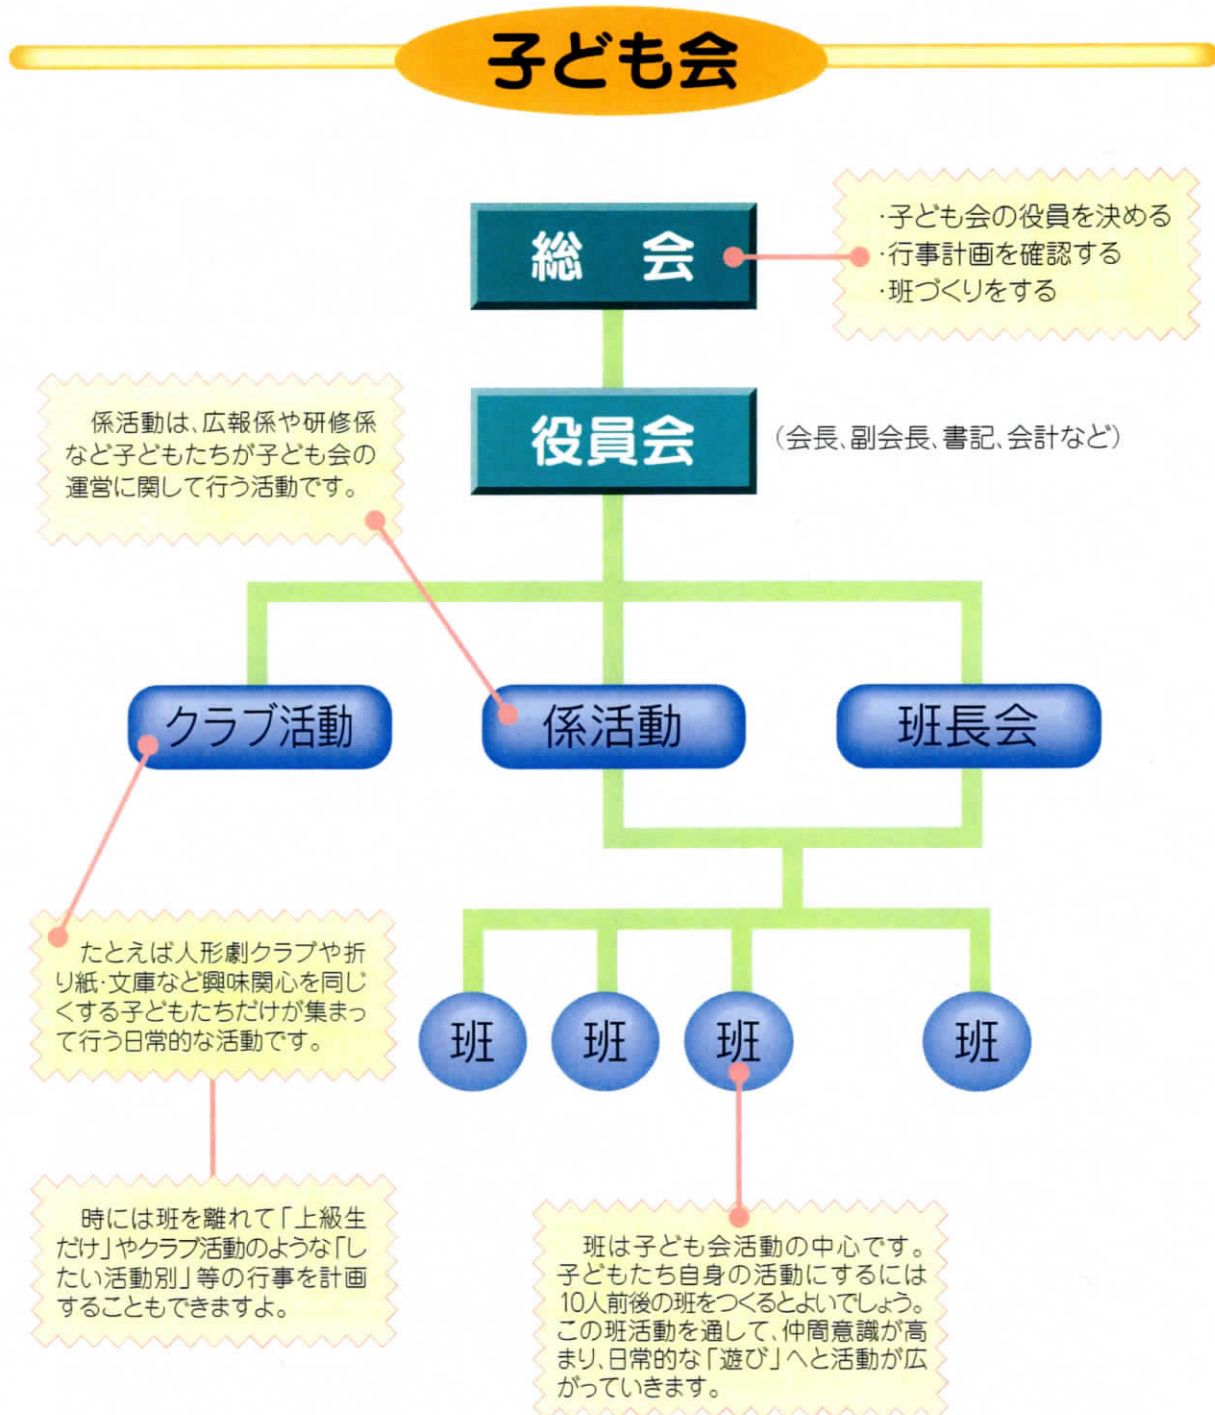 子ども会
総　会
・子ども会の役員を決める
・行事計画を確認する
・班づくりをする
役員会
（会長、副会長、書記、会計など）
　係活動は、広報係や研修係
など子どもたちが子ども会の
運営に関して行う活動です。
クラブ活動
係活動
班長会
　たとえば人形劇クラブや折
り紙・文庫など興味関心を同じ
くする子どもたちだけが集まっ
て行う日常的な活動です。
班
班
班
班
　時には班を離れて「上級生
だけ」やクラブ活動のような「し
たい活動別」等の行事を計画
することもできますよ。
　班は子ども会活動の中心です。
子どもたち自身の活動にするには
10人前後の班をつくるとよいでしょう。
この班活動を通して、仲間意識が高
まり、日常的な「遊び」へと活動が広
がっていきます。